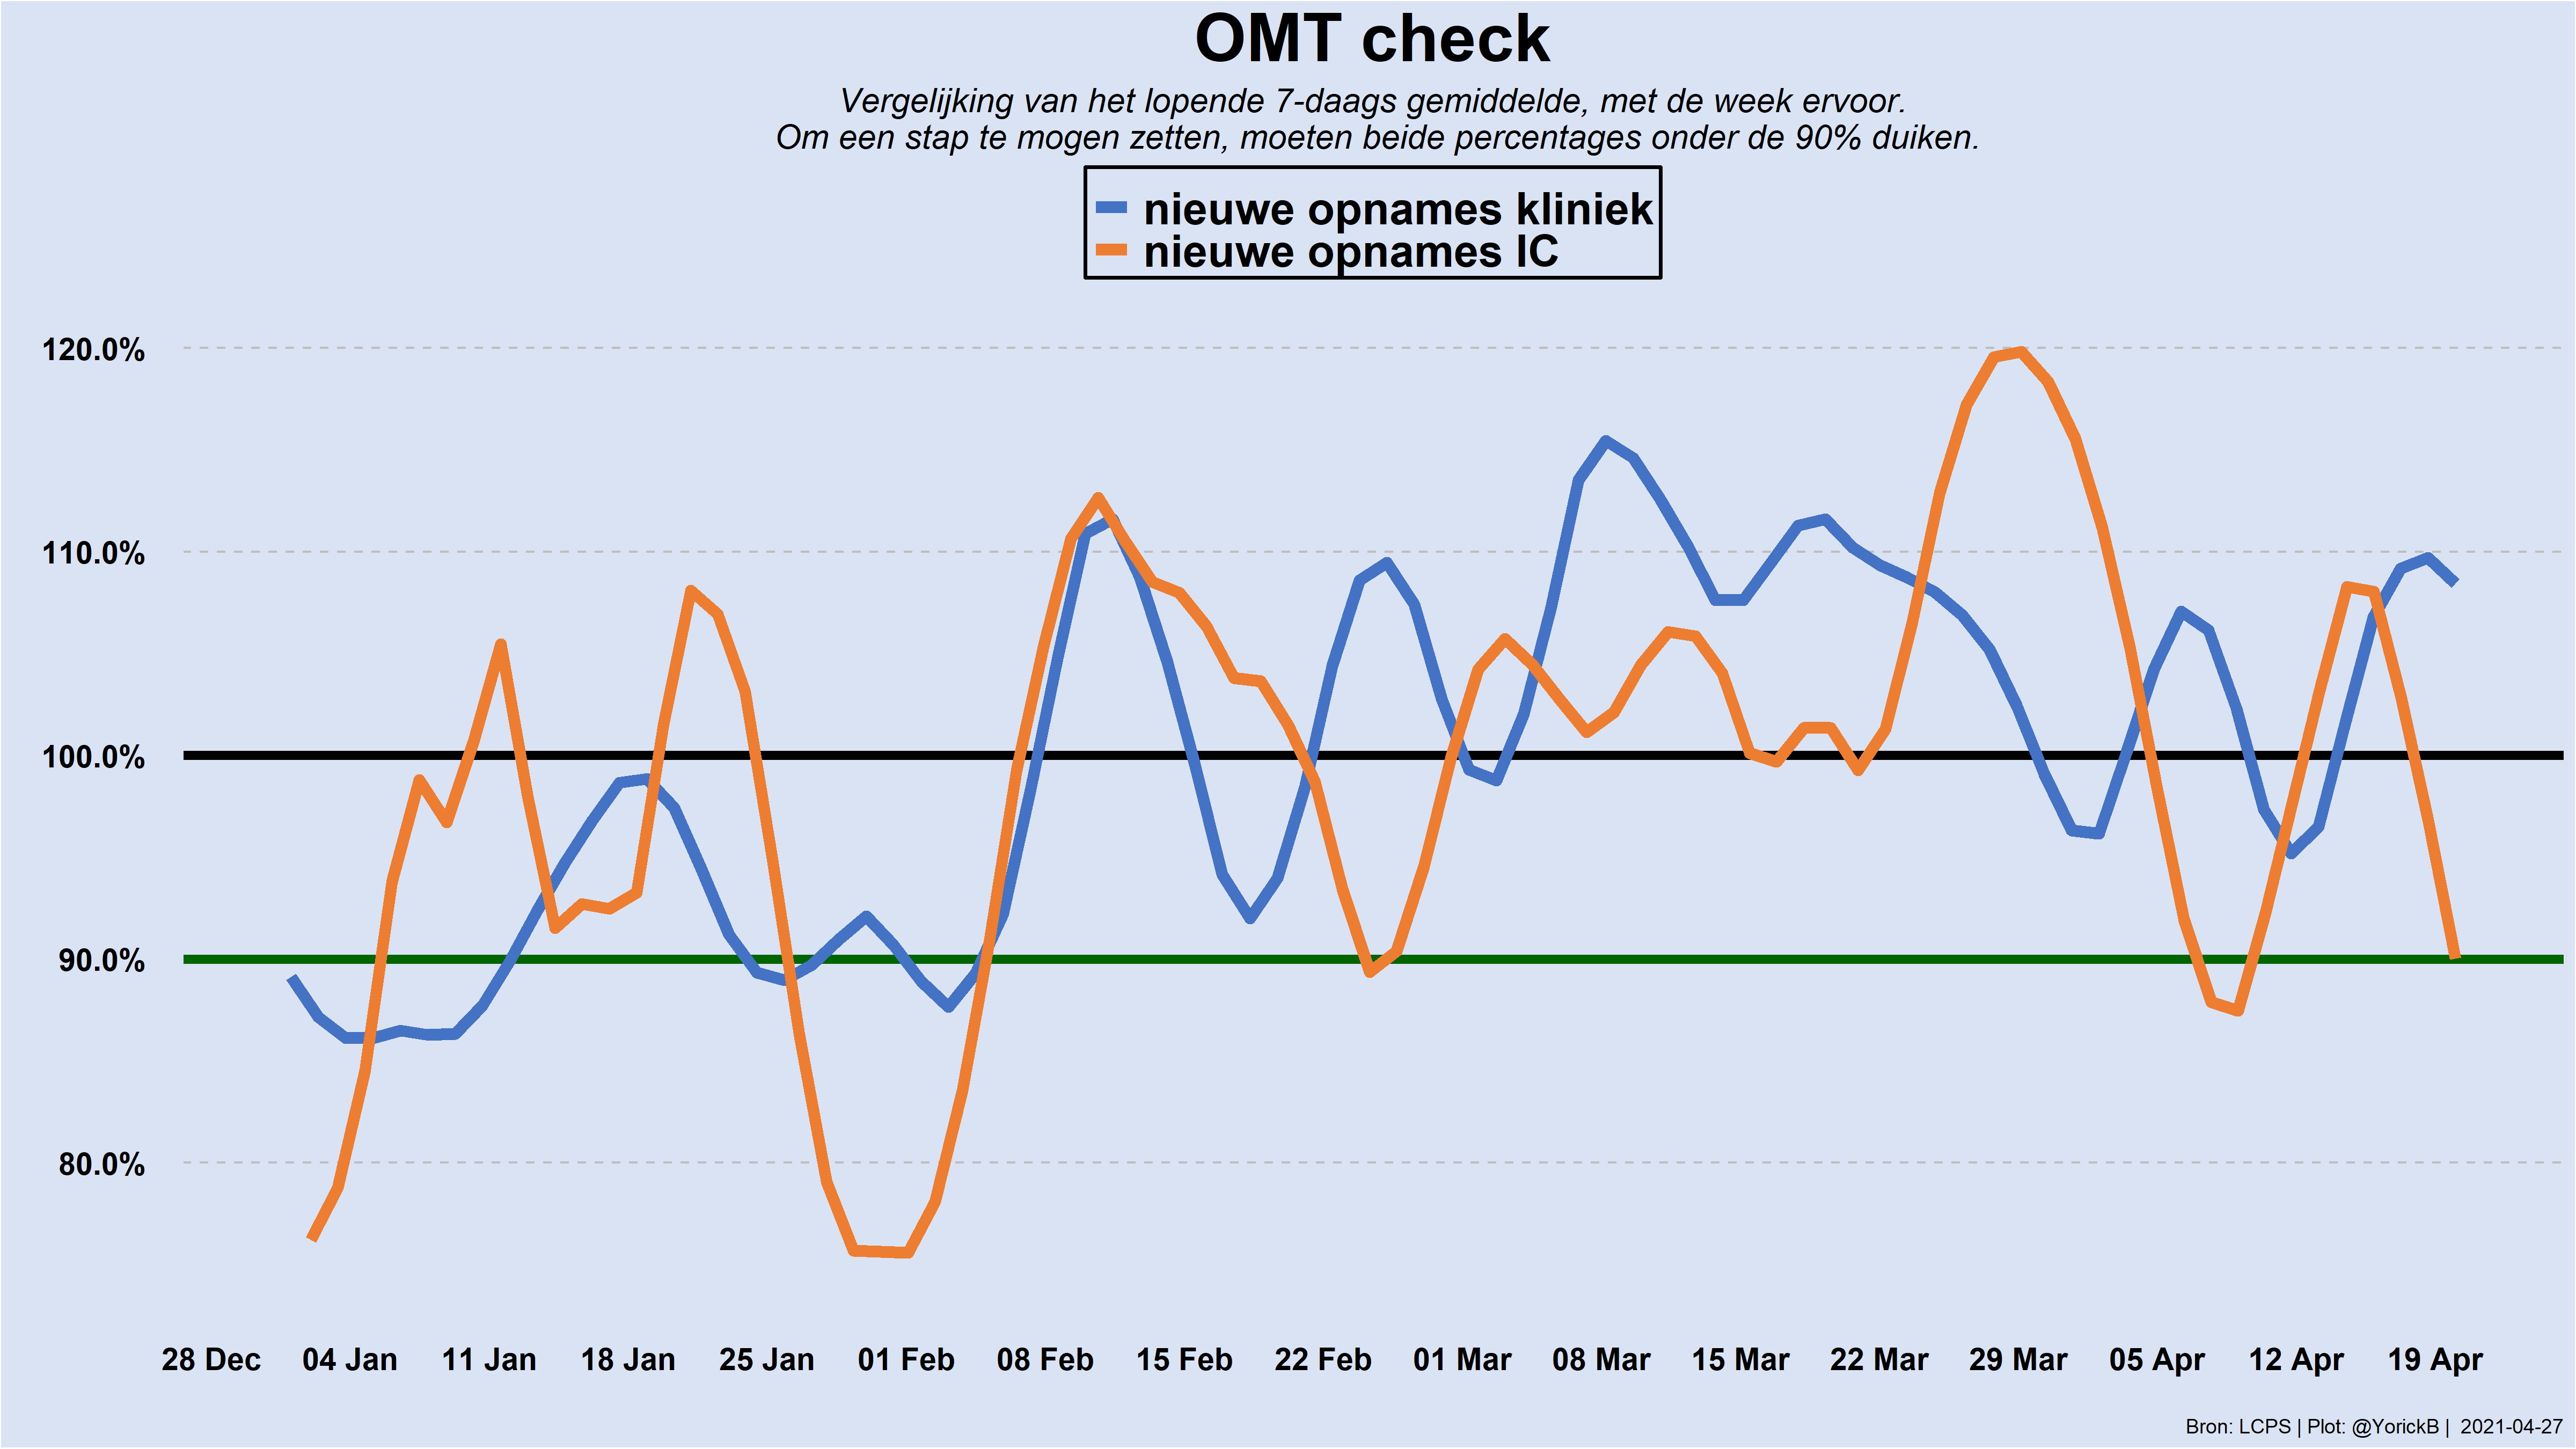 OMT check
Vergelijking van het lopende 7-daags gemiddelde, met de week ervoor.
Om een stap te mogen zetten, moeten beide percentages onder de 90% duiken.
nieuwe opnames kliniek
nieuwe opnames IC
120.0%
110.0%
100.0%
90.0%
80.0%
28 Dec 04 Jan 11 Jan 18 Jan 25 Jan 01 Feb 08 Feb 15 Feb 22 Feb 01 Mar 08 Mar 15 Mar 22 Mar 29 Mar 05 Apr 12 Apr 19 Apr
Bron: LCPS | Plot: @YorickB | 2021-04-27